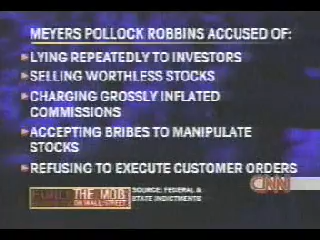 MEYERS POLLOCK ROBBINS ACCUSED OF:
LYING REPEATEDLY TO INVESTORS
SELLING WORTHLESS STOCKS
CHARGING GROSSLY INFLATED
COMMISSIONS
ACCEPTING BRIBES TO MANIPULATE
STOCKS
REFUSING TO EXECUTE CUSTOMER ORDERS
CNN
THE MOB
ON WALL STREET
SOURCE: FEDERAL &
STATE INDICTMENTS